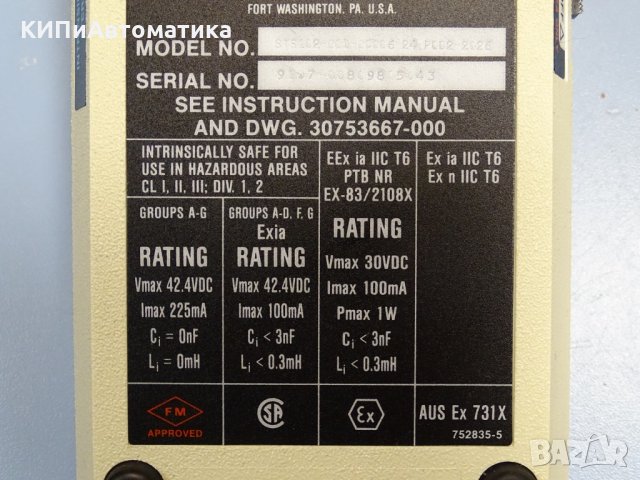 КИПиАвтоматика
FORT WASHINGTON, PA. U.S.A.
MODEL NO.
SERIAL NO.
SEE INSTRUCTION MANUAL
AND DWG. 30753667-000
INTRINSICALLY SAFE FOR
USE IN HAZARDOUS AREAS
CL I, II, III; DIV. 1, 2
GROUPS A-G
RATING
Vmax 42.4VDC
Imax 225mA
Ci = 0nF
Li = 0mH
FM
APPROVED
GROUPS A-D, F, G
Exia
RATING
Vmax 42.4VDC
Imax 100mA
Ci < 3nF
Li < 0.3mH
SA
EEx ia IIC T6
PTB NR
EX-83/2108X
RATING
Vmax 30VDC
Imax 100mA
Pmax 1W
Ci < 3nF
Li < 0.3mH
Ex
Ex ia IIC T6
Ex n IIC T6
AUS Ex 731X
752835-5
BAZAR